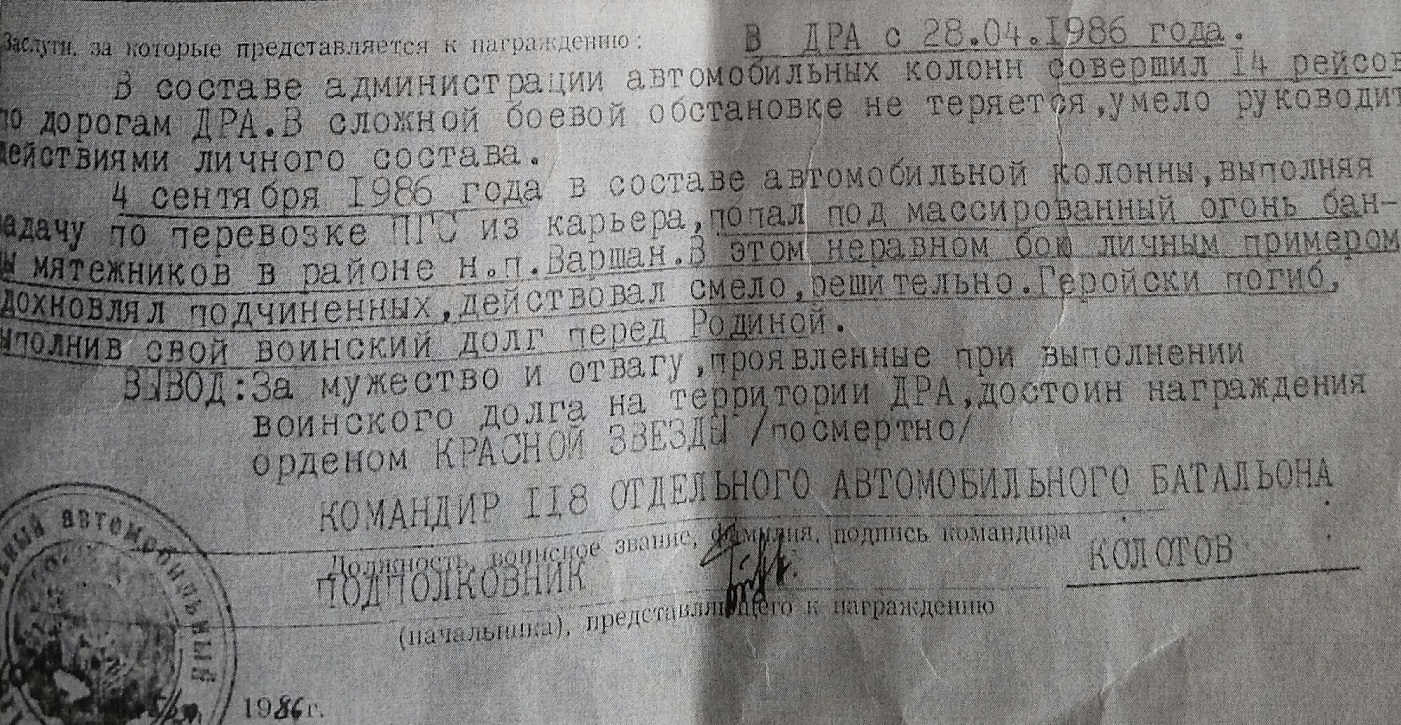 Заслуги, за которые представляется к награждению:
В ДРА с 28.04.1986 года.
В составе администрации автомобильных колонн совершил 14 рейсов
по дорогам ДРА.В сложной боевой обстановке не теряется,умело руководит
действиями личного состава.
4 сентября 1986 года в составе автомобильной колонны,выполняя
задачу по перевозке ПГС из карьера,попал под массированный огонь бан-
ы мятежников в районе н.п.Варшан.В этом неравном бою личным примером
дохновлял подчиненных,действовал смело,решительно.Геройски погиб,
ыполнив свой воинский долг перед Родиной.
ВЫВОД:За мужество и отвагу,проявленные при выполнении
воинского долга на территории ДРА,достоин награждения
орденом КРАСНОЙ ЗВЕЗДЫ /посмертно/
КОМАНДИР 118 ОТДЕЛЬНОГО АВТОМОБИЛЬНОГО БАТАЛЬОНА
Должность, воинское звание, фамилия, подпись командира
ПОДПОЛКОВНИК
КОЛОТОВ
(начальника), представляющего к награждению
автомобильный
1986г.